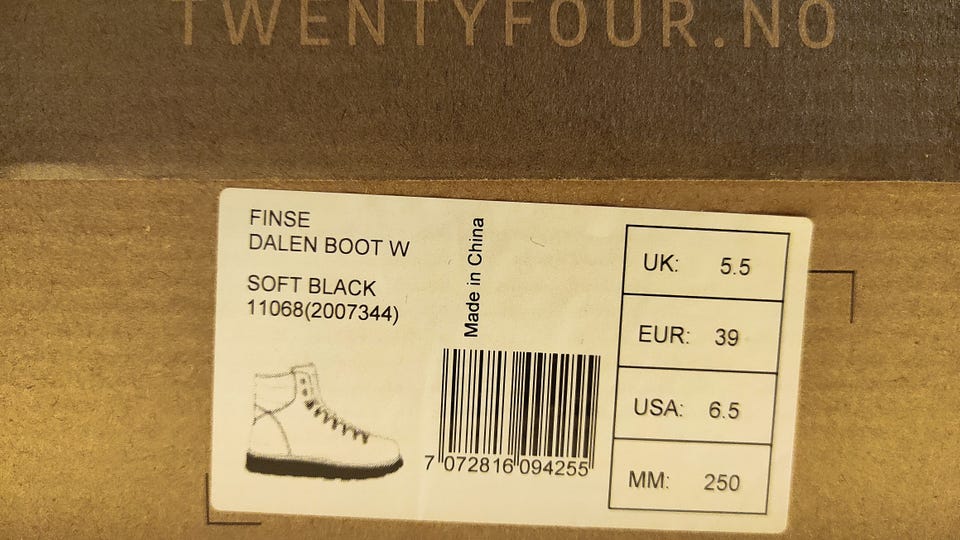 TWENTYFOUR.NO
FINSE
DALEN BOOT W
SOFT BLACK
11068(2007344)
Made in China
7 072816 094255
UK: 5.5
EUR: 39
USA: 6.5
MM: 250